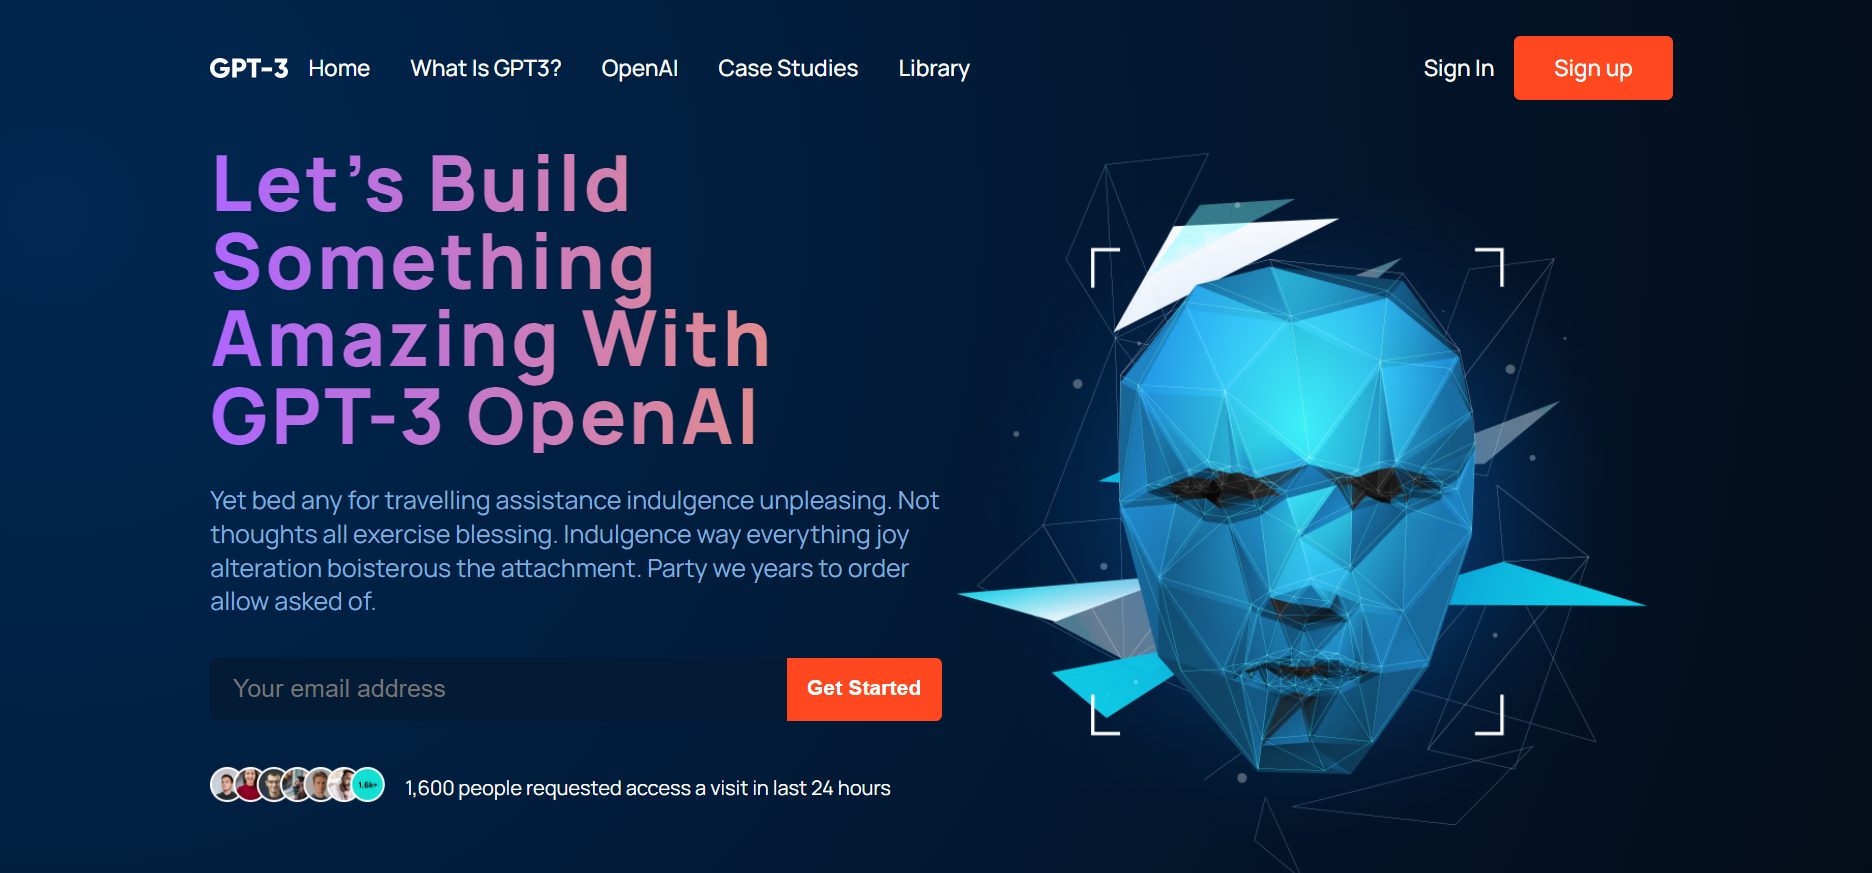 GPT-3 Home What Is GPT3? OpenAI Case Studies Library Sign In Sign up
Let’s Build
Something
Amazing With
GPT-3 OpenAI
Yet bed any for travelling assistance indulgence unpleasing. Not
thoughts all exercise blessing. Indulgence way everything joy
alteration boisterous the attachment. Party we years to order
allow asked of.
Your email address Get Started
1.6k+ 1,600 people requested access a visit in last 24 hours